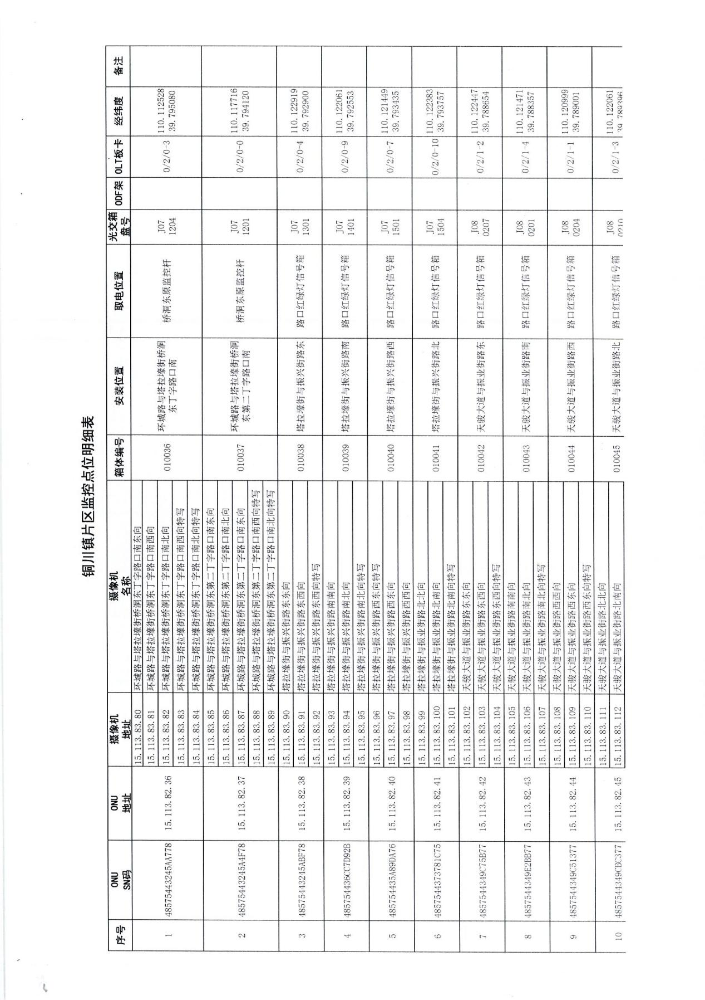 铜川镇片区监控点位明细表
序号 ONU SN码 ONU 地址 摄像机 地址 摄像机 名称 箱体编号 安装位置 取电位置 光交箱 盘号 ODF架 OLT板卡 经纬度 备注
1 48575443245AA778 15.113.82.36 010036 环城路与塔拉壕街桥洞 东丁字路口南 桥洞东原监控杆 J07 1204 0/2/0-3 110.112528 39.795080
15.113.83.80 环城路与塔拉壕街桥洞东丁字路口南东向
15.113.83.81 环城路与塔拉壕街桥洞东丁字路口南西向
15.113.83.82 环城路与塔拉壕街桥洞东丁字路口南北向
15.113.83.83 环城路与塔拉壕街桥洞东丁字路口南西向特写
15.113.83.84 环城路与塔拉壕街桥洞东丁字路口南北向特写
2 48575443245A4F78 15.113.82.37 010037 环城路与塔拉壕街桥洞 东第二丁字路口南 桥洞东原监控杆 J07 1201 0/2/0-0 110.117716 39.794120
15.113.83.85 环城路与塔拉壕街桥洞东第二丁字路口南东向
15.113.83.86 环城路与塔拉壕街桥洞东第二丁字路口南北向
15.113.83.87 环城路与塔拉壕街桥洞东第二丁字路口南东向
15.113.83.88 环城路与塔拉壕街桥洞东第二丁字路口南西向特写
15.113.83.89 环城路与塔拉壕街桥洞东第二丁字路口南北向特写
3 48575443245ABF78 15.113.82.38 010038 塔拉壕街与振兴街路东 路口红绿灯信号箱 J07 1301 0/2/0-4 110.122919 39.792900
15.113.83.90 塔拉壕街与振兴街路东东向
15.113.83.91 塔拉壕街与振兴街路东西向
15.113.83.92 塔拉壕街与振兴街路东西向特写
4 485754436CC7D92B 15.113.82.39 010039 塔拉壕街与振兴街路南 路口红绿灯信号箱 J07 1401 0/2/0-9 110.122061 39.792553
15.113.83.93 塔拉壕街与振兴街路南南向
15.113.83.94 塔拉壕街与振兴街路南北向
15.113.83.95 塔拉壕街与振兴街路南北向特写
5 485754435A89DA76 15.113.82.40 010040 塔拉壕街与振兴街路西 路口红绿灯信号箱 J07 1501 0/2/0-7 110.121449 39.793435
15.113.83.96 塔拉壕街与振兴街路西东向特写
15.113.83.97 塔拉壕街与振兴街路西东向
15.113.83.98 塔拉壕街与振兴街路西西向
6 485754437 3781C75 15.113.82.41 010041 塔拉壕街与振兴街路北 路口红绿灯信号箱 J07 1504 0/2/0-10 110.122383 39.793757
15.113.83.99 塔拉壕街与振业街路北北向
15.113.83.100 塔拉壕街与振业街路北南向
15.113.83.101 塔拉壕街与振业街路北南向特写
7 4857544349C75B77 15.113.82.42 010042 天骏大道与振业街路东 路口红绿灯信号箱 J08 0207 0/2/1-2 110.122447 39.788654
15.113.83.102 天骏大道与振业街路东东向
15.113.83.103 天骏大道与振业街路东西向
15.113.83.104 天骏大道与振业街路东西向特写
8 4857544349E2BB77 15.113.82.43 010043 天骏大道与振业街路南 路口红绿灯信号箱 J08 0201 0/2/1-4 110.121471 39.788357
15.113.83.105 天骏大道与振业街路南南向
15.113.83.106 天骏大道与振业街路南北向
15.113.83.107 天骏大道与振业街路南北向特写
9 4857544349C51377 15.113.82.44 010044 天骏大道与振业街路西 路口红绿灯信号箱 J08 0204 0/2/1-1 110.120999 39.789001
15.113.83.108 天骏大道与振业街路西西向
15.113.83.109 天骏大道与振业街路西东向
15.113.83.110 天骏大道与振业街路西东向特写
10 4857544349CBC377 15.113.82.45 010045 天骏大道与振业街路北 路口红绿灯信号箱 J08 0210 0/2/1-3 110.122061 39.789396
15.113.83.111 天骏大道与振业街路北北向
15.113.83.112 天骏大道与振业街路北南向